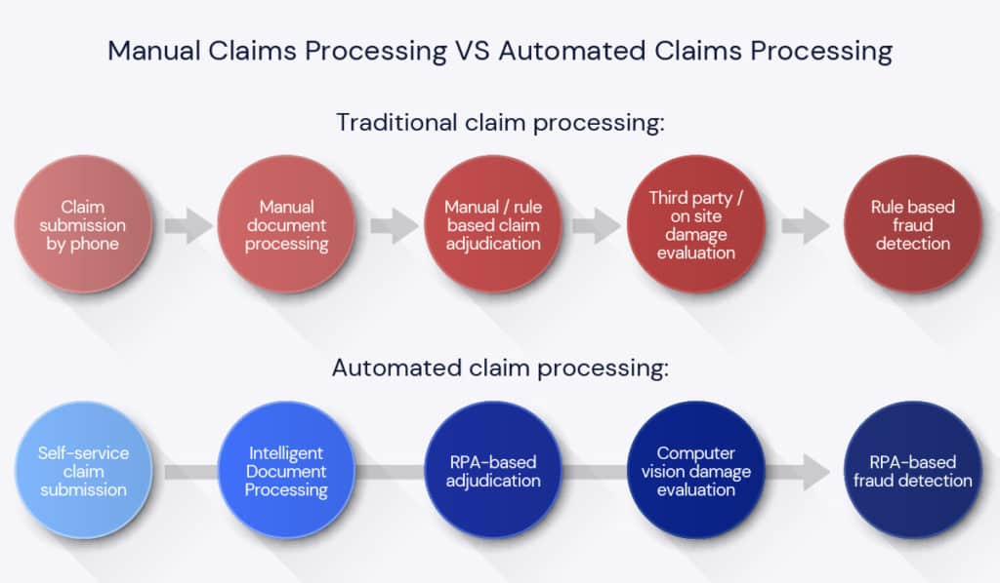 Manual Claims Processing VS Automated Claims Processing
Traditional claim processing:
Claim
submission
by phone
Manual
document
processing
Manual / rule
based claim
adjudication
Third party /
on site
damage
evaluation
Rule based
fraud
detection
Automated claim processing:
Self-service
claim
submission
Intelligent
Document
Processing
RPA-based
adjudication
Computer
vision damage
evaluation
RPA-based
fraud detection